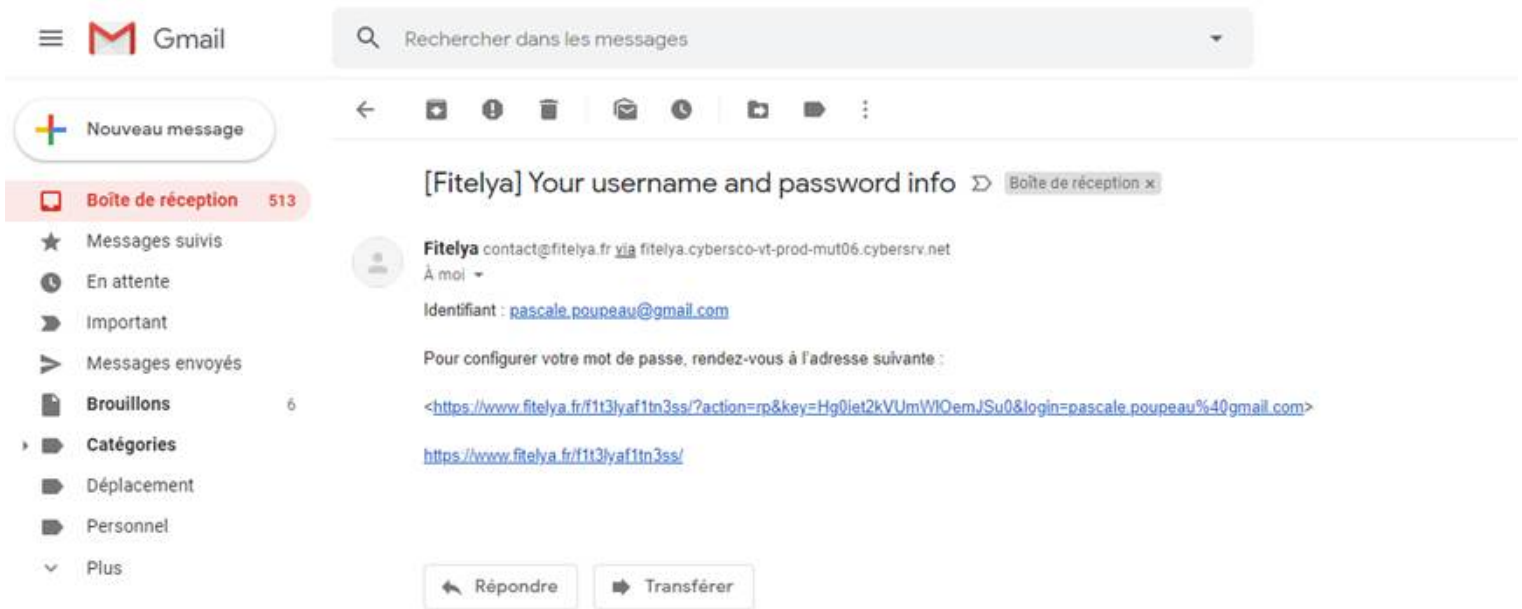 Gmail
Rechercher dans les messages
Nouveau message
[Fitelya] Your username and password info Boîte de réception x
Boîte de réception 513
Messages suivis
En attente
Important
Messages envoyés
Brouillons 6
Catégories
Déplacement
Personnel
Plus
Fitelya contact@fitelya.fr via fitelya.cybersco-vt-prod-mut06.cybersrv.net
À moi
Identifiant : pascale.poupeau@gmail.com
Pour configurer votre mot de passe, rendez-vous à l'adresse suivante :
<https://www.fitelya.fr/f1t3lyaf1tn3ss/?action=rp&key=Hg0iet2kVUmWIOemJSu0&login=pascale.poupeau%40gmail.com>
https://www.fitelya.fr/f1t3lyaf1tn3ss/
Répondre
Transférer